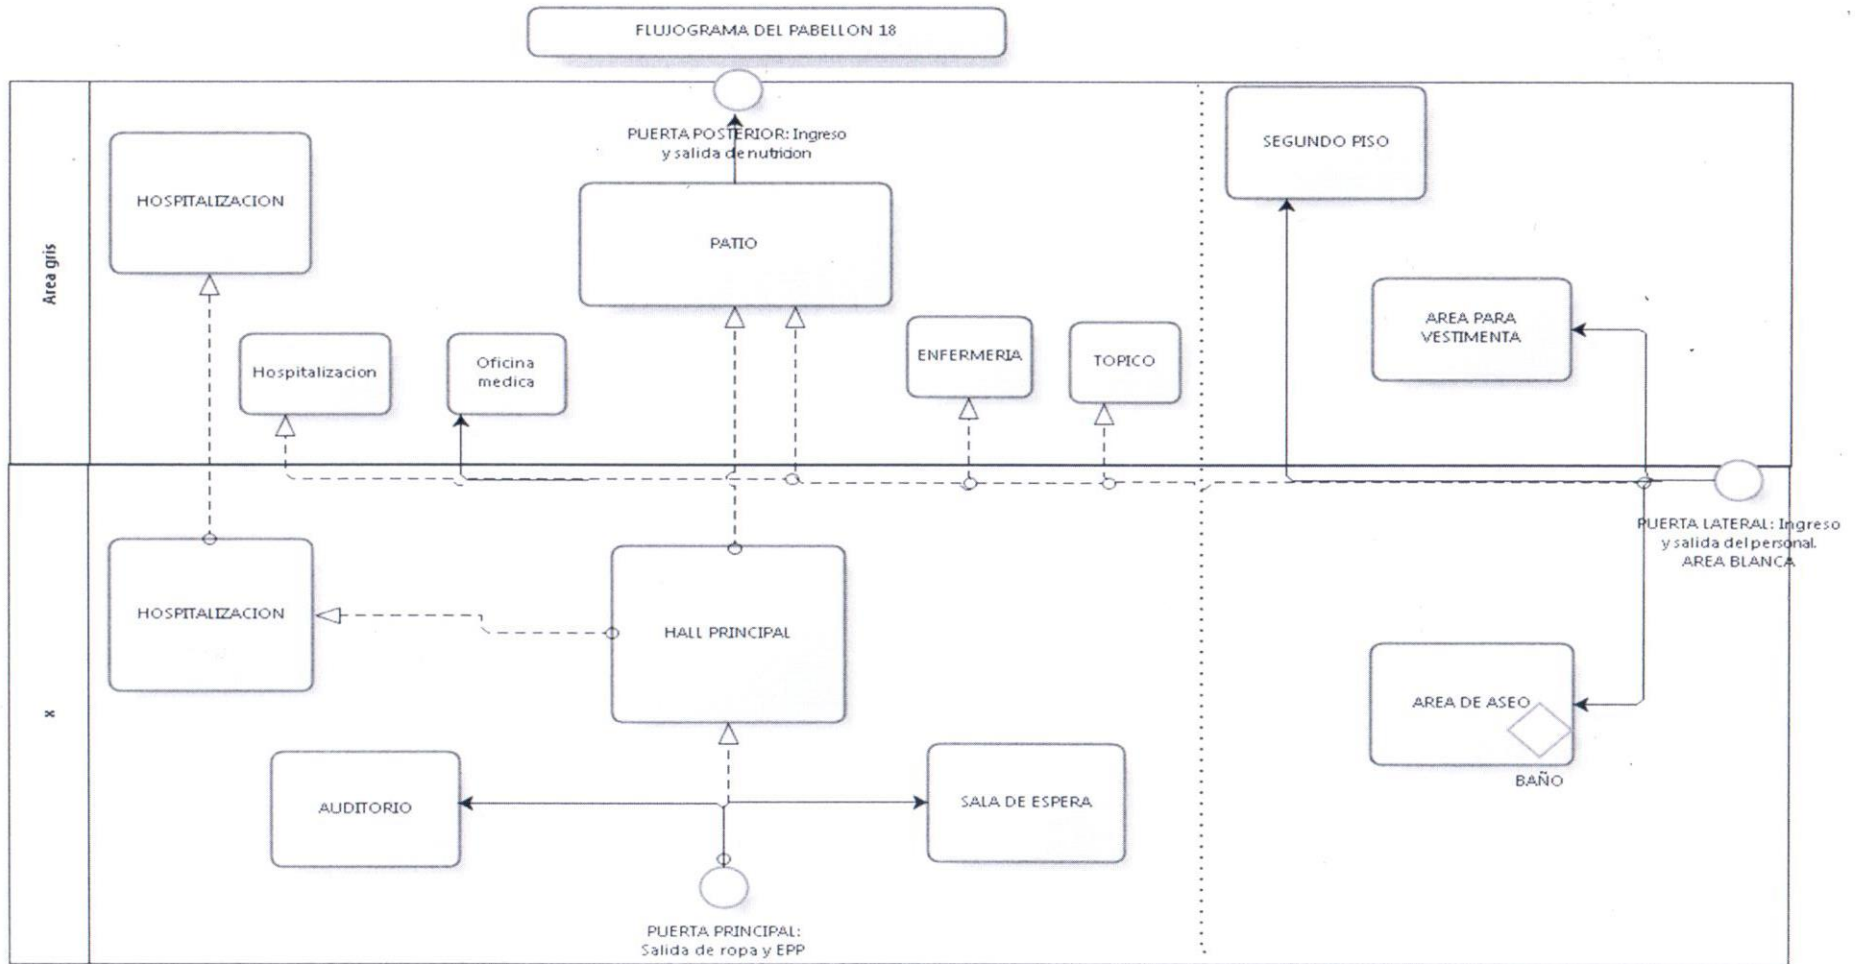 FLUJOGRAMA DEL PABELLON 18
PUERTA POSTERIOR: Ingreso
y salida de nutricion
SEGUNDO PISO
HOSPITALIZACION
PATIO
Area gris
AREA PARA
VESTIMENTA
Hospitalizacion
Oficina
medica
ENFERMERIA
TOPICO
PUERTA LATERAL: Ingreso
y salida del personal.
AREA BLANCA
HOSPITALIZACION
HALL PRINCIPAL
x
AREA DE ASEO
BAÑO
AUDITORIO
SALA DE ESPERA
PUERTA PRINCIPAL:
Salida de ropa y EPP